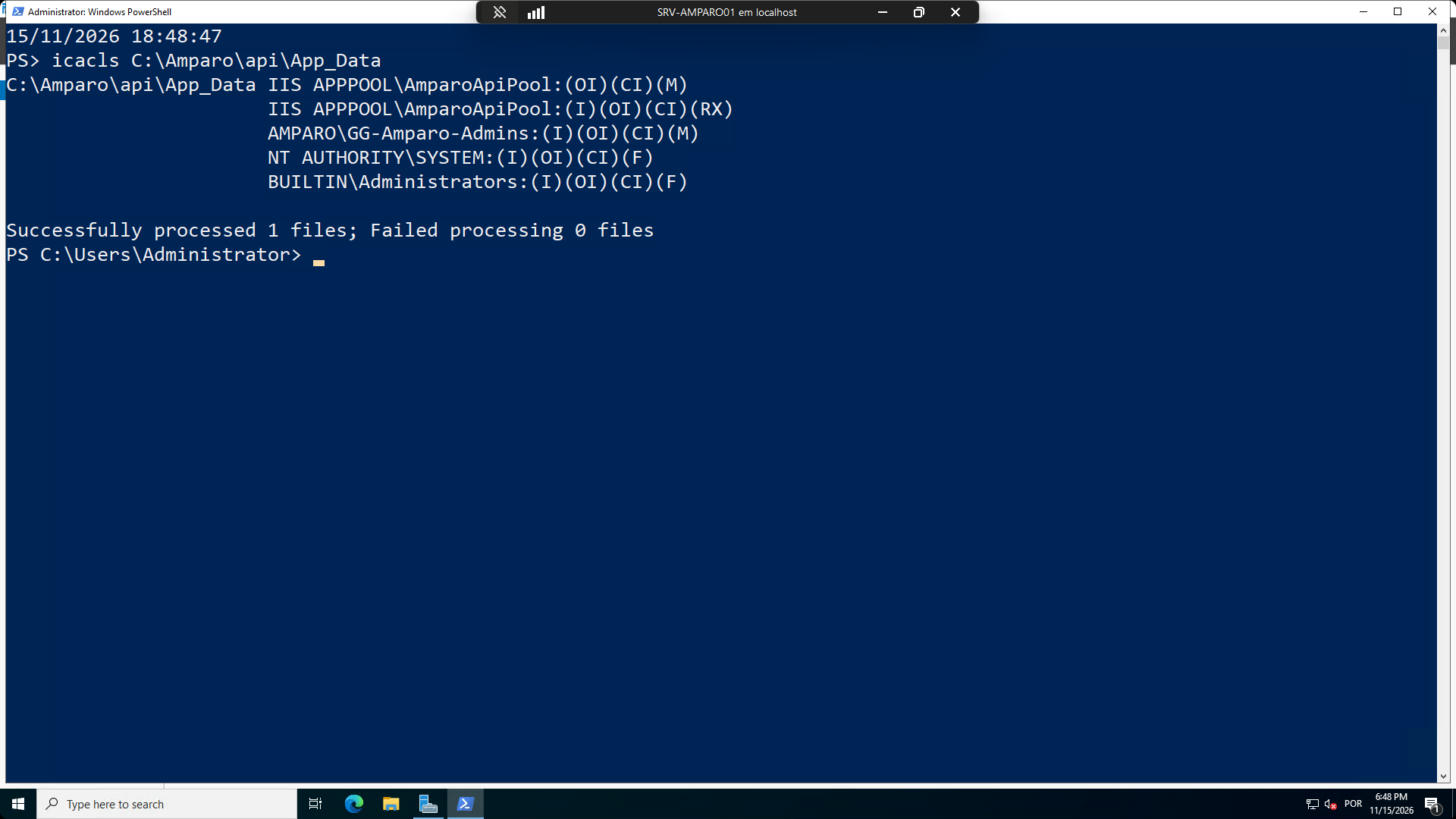 Administrator: Windows PowerShell
SRV-AMPARO01 em localhost
15/11/2026 18:48:47
PS> icacls C:\Amparo\api\App_Data
C:\Amparo\api\App_Data IIS APPPOOL\AmparoApiPool:(OI)(CI)(M)
IIS APPPOOL\AmparoApiPool:(I)(OI)(CI)(RX)
AMPARO\GG-Amparo-Admins:(I)(OI)(CI)(M)
NT AUTHORITY\SYSTEM:(I)(OI)(CI)(F)
BUILTIN\Administrators:(I)(OI)(CI)(F)
Successfully processed 1 files; Failed processing 0 files
PS C:\Users\Administrator>
Type here to search
POR
6:48 PM
11/15/2026
1